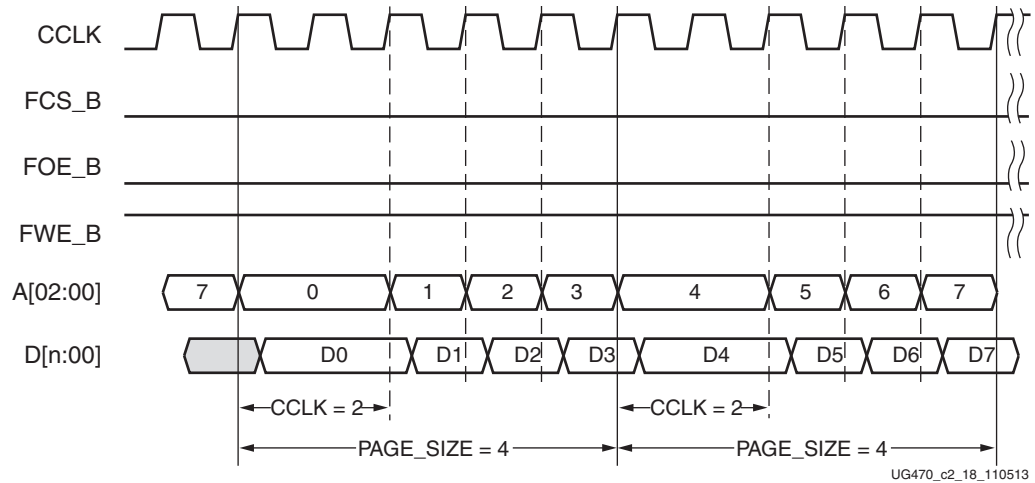 CCLK
FCS_B
FOE_B
FWE_B
A[02:00] 7 0 1 2 3 4 5 6 7
D[n:00] D0 D1 D2 D3 D4 D5 D6 D7
CCLK = 2 CCLK = 2
PAGE_SIZE = 4 PAGE_SIZE = 4
UG470_c2_18_110513